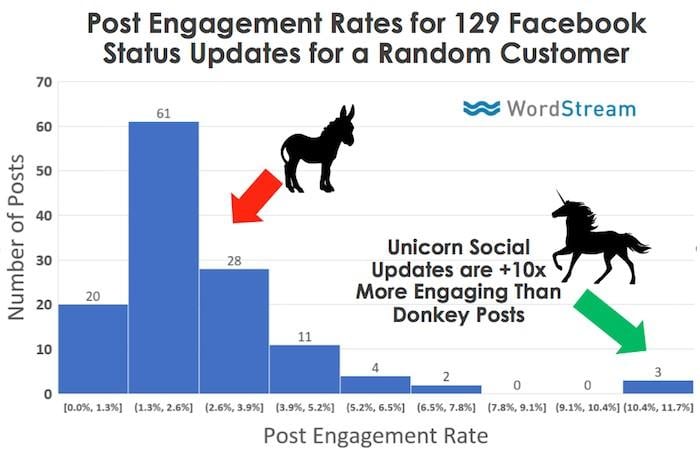 Post Engagement Rates for 129 Facebook
Status Updates for a Random Customer
WordStream
Number of Posts
70
60
50
40
30
20
10
0
20
61
28
11
4
2
0
0
3
Unicorn Social
Updates are +10x
More Engaging Than
Donkey Posts
[0.0%, 1.3%] (1.3%, 2.6%] (2.6%, 3.9%] (3.9%, 5.2%] (5.2%, 6.5%] (6.5%, 7.8%] (7.8%, 9.1%] (9.1%, 10.4%] (10.4%, 11.7%]
Post Engagement Rate